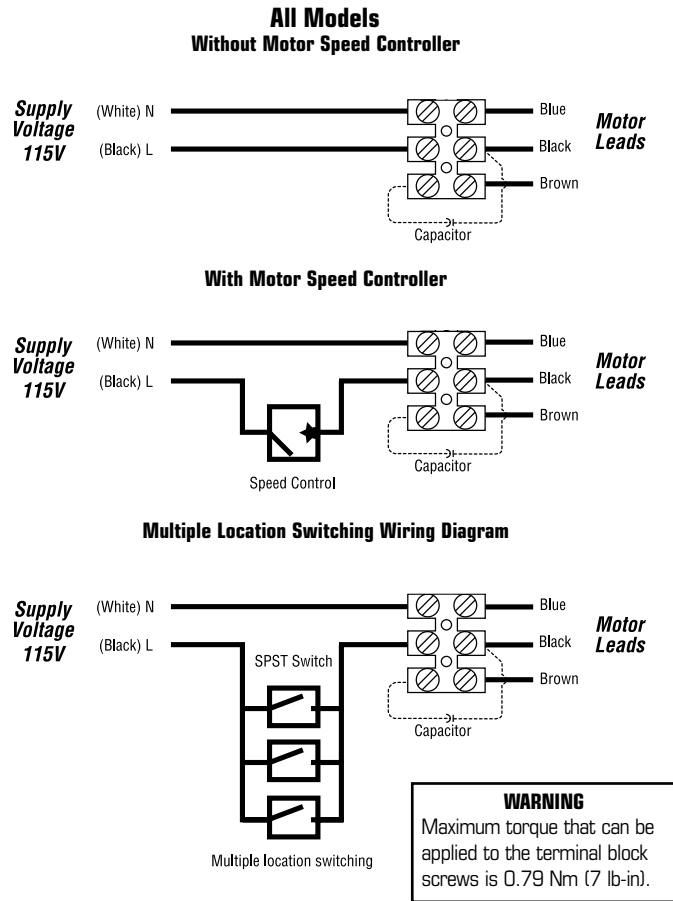 All Models
Without Motor Speed Controller
Supply
Voltage
115V
(White) N
(Black) L
Blue
Black
Brown
Motor
Leads
Capacitor
With Motor Speed Controller
Supply
Voltage
115V
(White) N
(Black) L
Blue
Black
Brown
Motor
Leads
Speed Control
Capacitor
Multiple Location Switching Wiring Diagram
Supply
Voltage
115V
(White) N
(Black) L
SPST Switch
Blue
Black
Brown
Motor
Leads
Capacitor
Multiple location switching
WARNING
Maximum torque that can be
applied to the terminal block
screws is 0.79 Nm (7 lb-in).